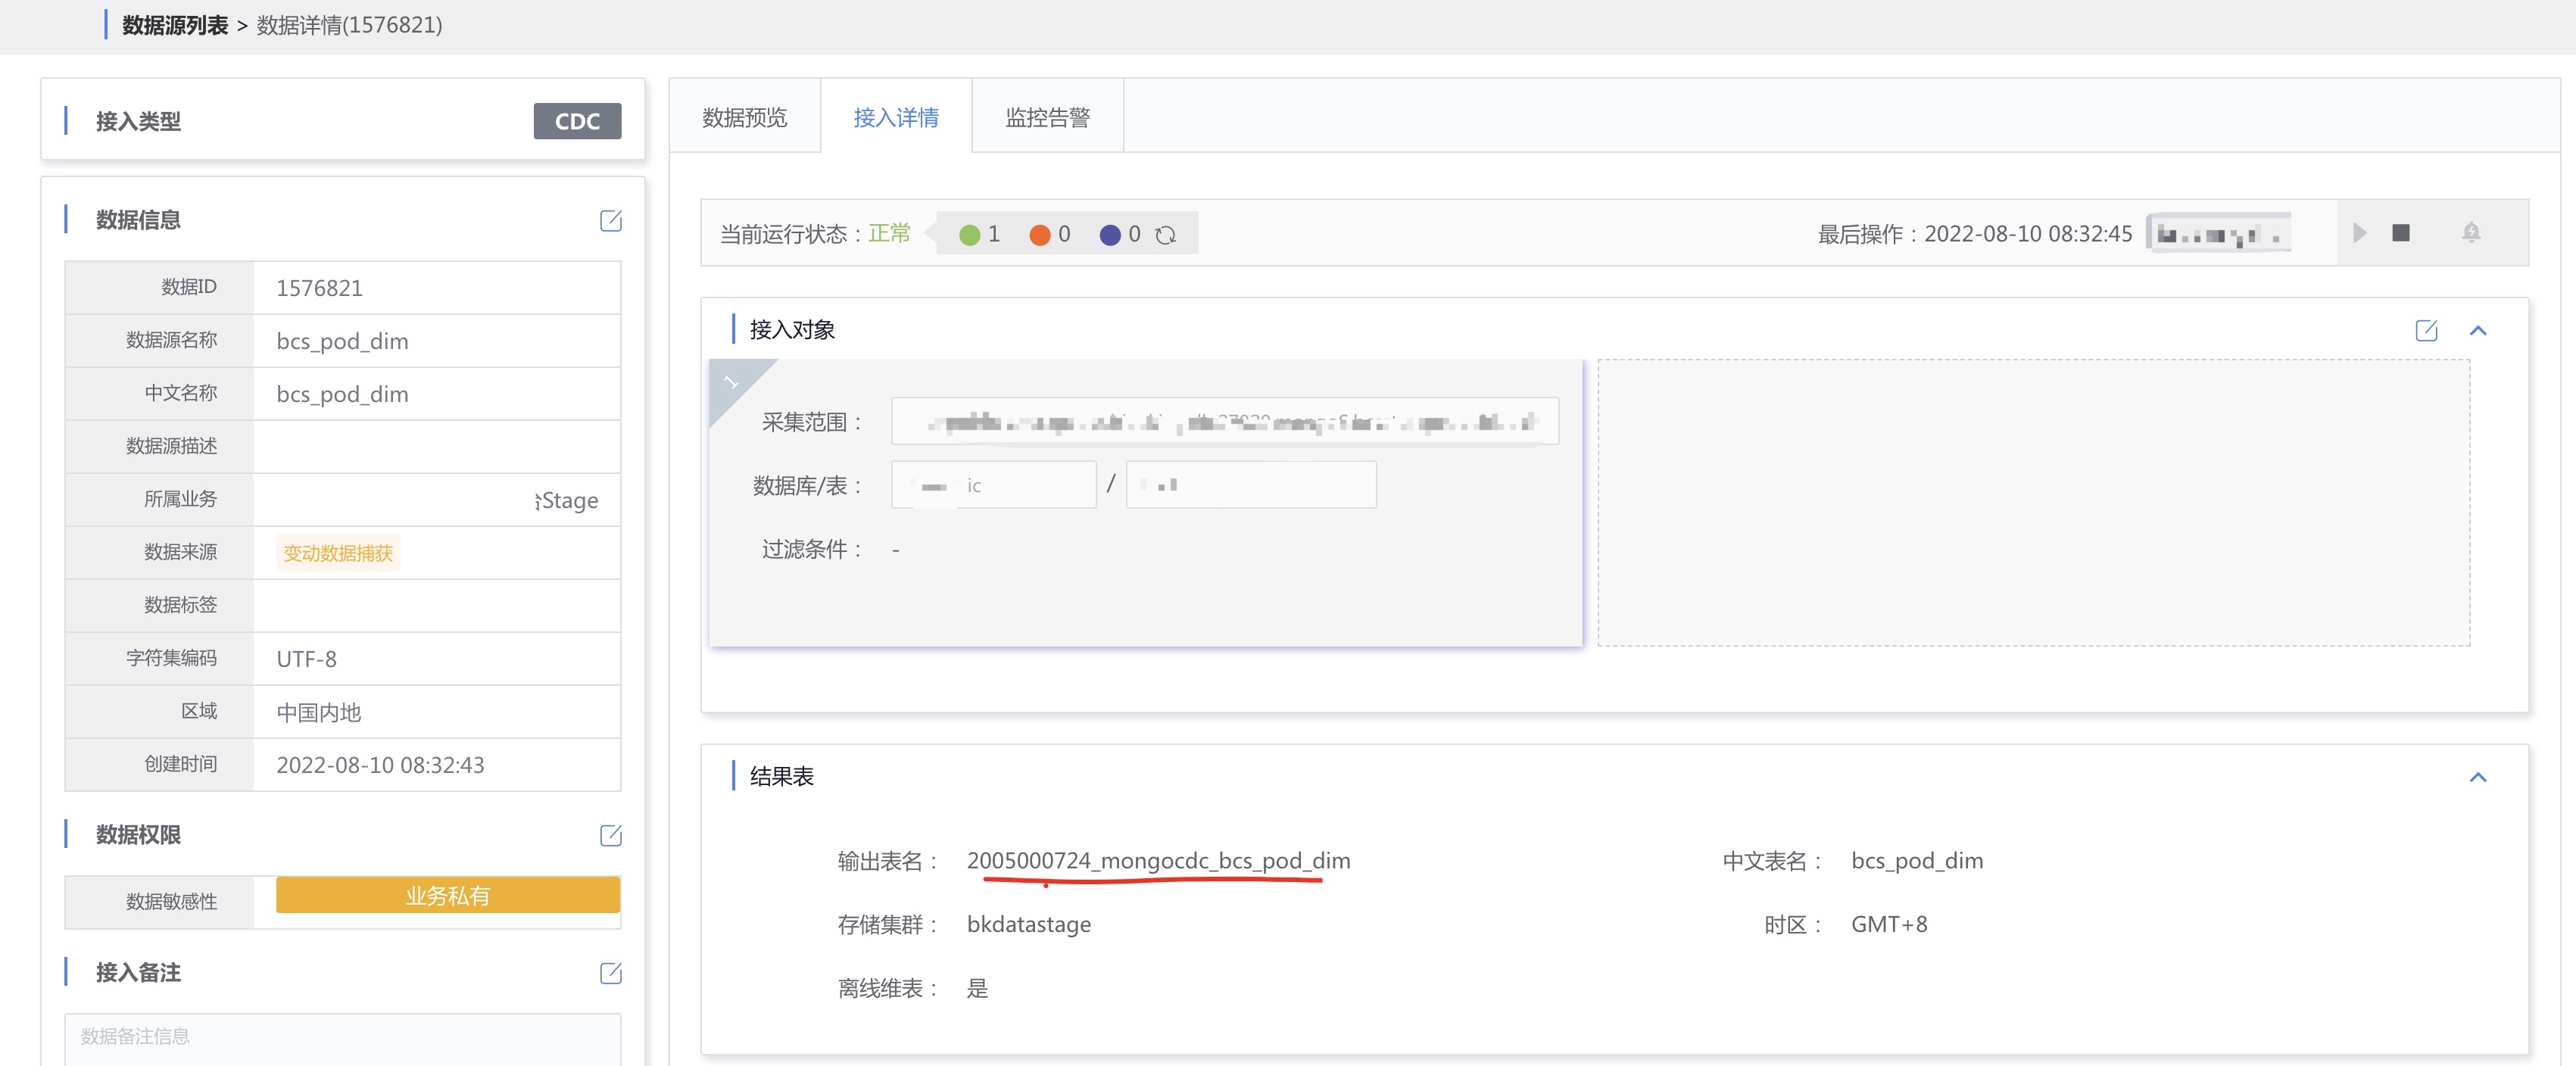 数据源列表 > 数据详情(1576821)
接入类型
CDC
数据信息
数据ID 1576821
数据源名称 bcs_pod_dim
中文名称 bcs_pod_dim
数据源描述
所属业务 Stage
数据来源 变动数据捕获
数据标签
字符集编码 UTF-8
区域 中国内地
创建时间 2022-08-10 08:32:43
数据权限
数据敏感性 业务私有
接入备注
数据备注信息
数据预览 接入详情 监控告警
当前运行状态：正常 1 0 0
最后操作：2022-08-10 08:32:45
接入对象
1
采集范围：
数据库/表： ic /
过滤条件： -
结果表
输出表名： 2005000724_mongocdc_bcs_pod_dim
中文表名： bcs_pod_dim
存储集群： bkdatastage
时区： GMT+8
离线维表： 是